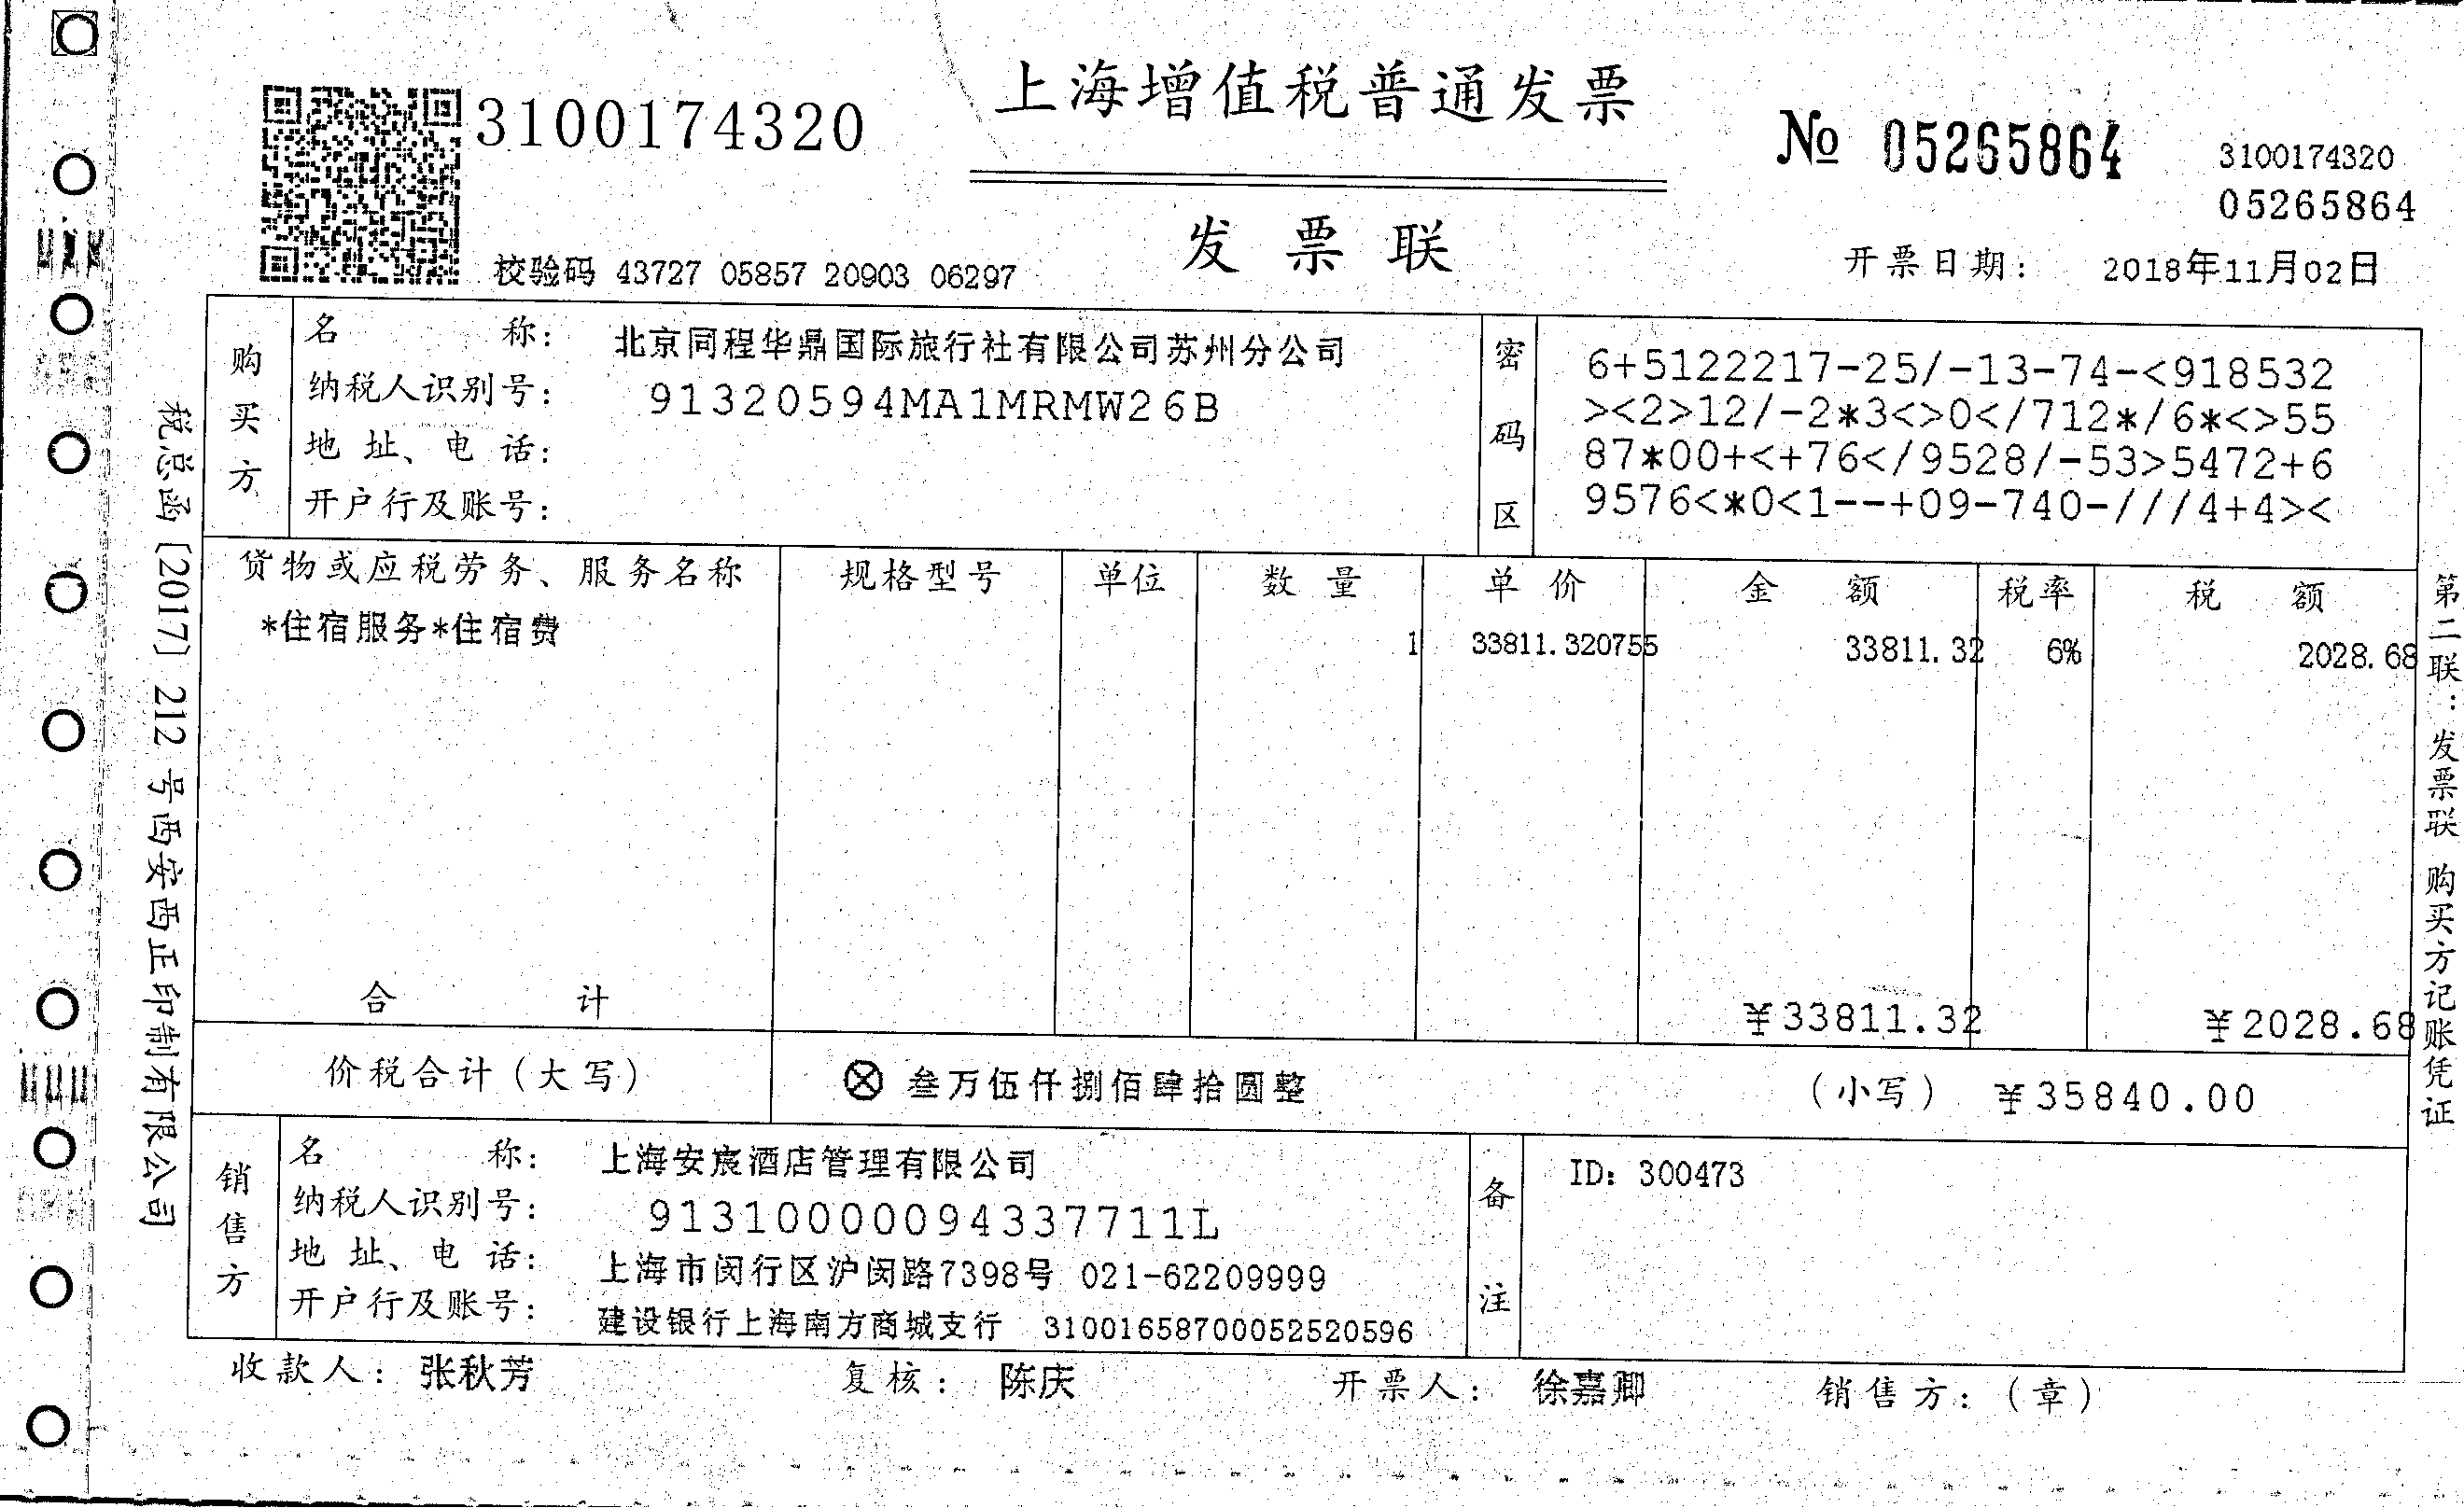 上海增值税普通发票
3100174320
№ 05265864
3100174320
05265864
发票联
校验码 43727 05857 20903 06297
开票日期: 2018年11月02日
购买方
名称: 北京同程华鼎国际旅行社有限公司苏州分公司
纳税人识别号: 91320594MA1MRMW26B
地址、电话:
开户行及账号:
密码区
6+5122217-25/-13-74-<918532
><2>12/-2*3<>0</712*/6*<>55
87*00+<+76</9528/-53>5472+6
9576<*0<1--+09-740-///4+4><
货物或应税劳务、服务名称 规格型号 单位 数量 单价 金额 税率 税额
*住宿服务*住宿费 1 33811.320755 33811.32 6% 2028.68
合计 ¥33811.32 ¥2028.68
价税合计(大写) ⊗ 叁万伍仟捌佰肆拾圆整 (小写) ¥35840.00
销售方
名称: 上海安宸酒店管理有限公司
纳税人识别号: 91310000094337711L
地址、电话: 上海市闵行区沪闵路7398号 021-62209999
开户行及账号: 建设银行上海南方商城支行 31001658700052520596
备注
ID: 300473
收款人: 张秋芳 复核: 陈庆 开票人: 徐嘉卿 销售方: (章)
税总函[2017]212号西安西正印制有限公司
第二联:发票联 购买方记账凭证